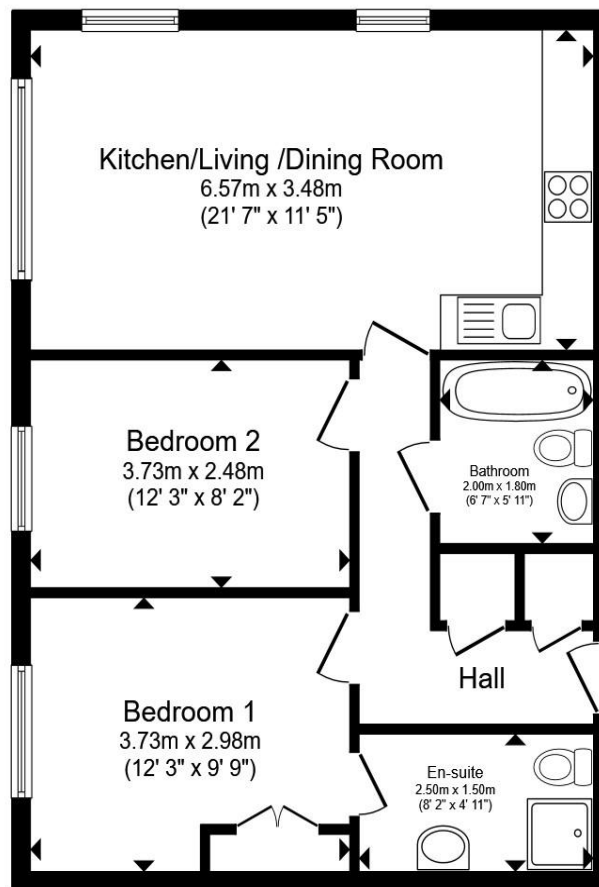 Kitchen/Living /Dining Room
6.57m x 3.48m
(21' 7" x 11' 5")
Bedroom 2
3.73m x 2.48m
(12' 3" x 8' 2")
Bathroom
2.00m x 1.80m
(6' 7" x 5' 11")
Hall
Bedroom 1
3.73m x 2.98m
(12' 3" x 9' 9")
En-suite
2.50m x 1.50m
(8' 2" x 4' 11")